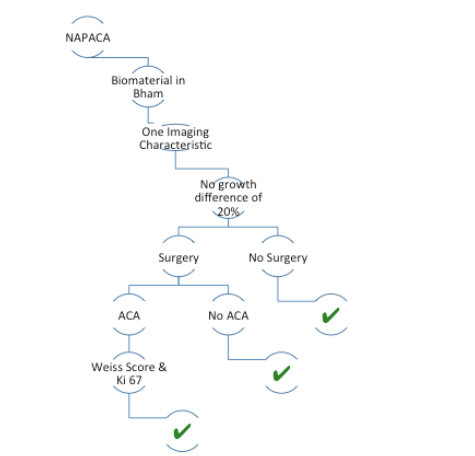 NAPACA
Biomaterial in
Bham
One Imaging
Characteristic
No growth
difference of
20%
Surgery
No Surgery
ACA
No ACA
Weiss Score &
Ki 67